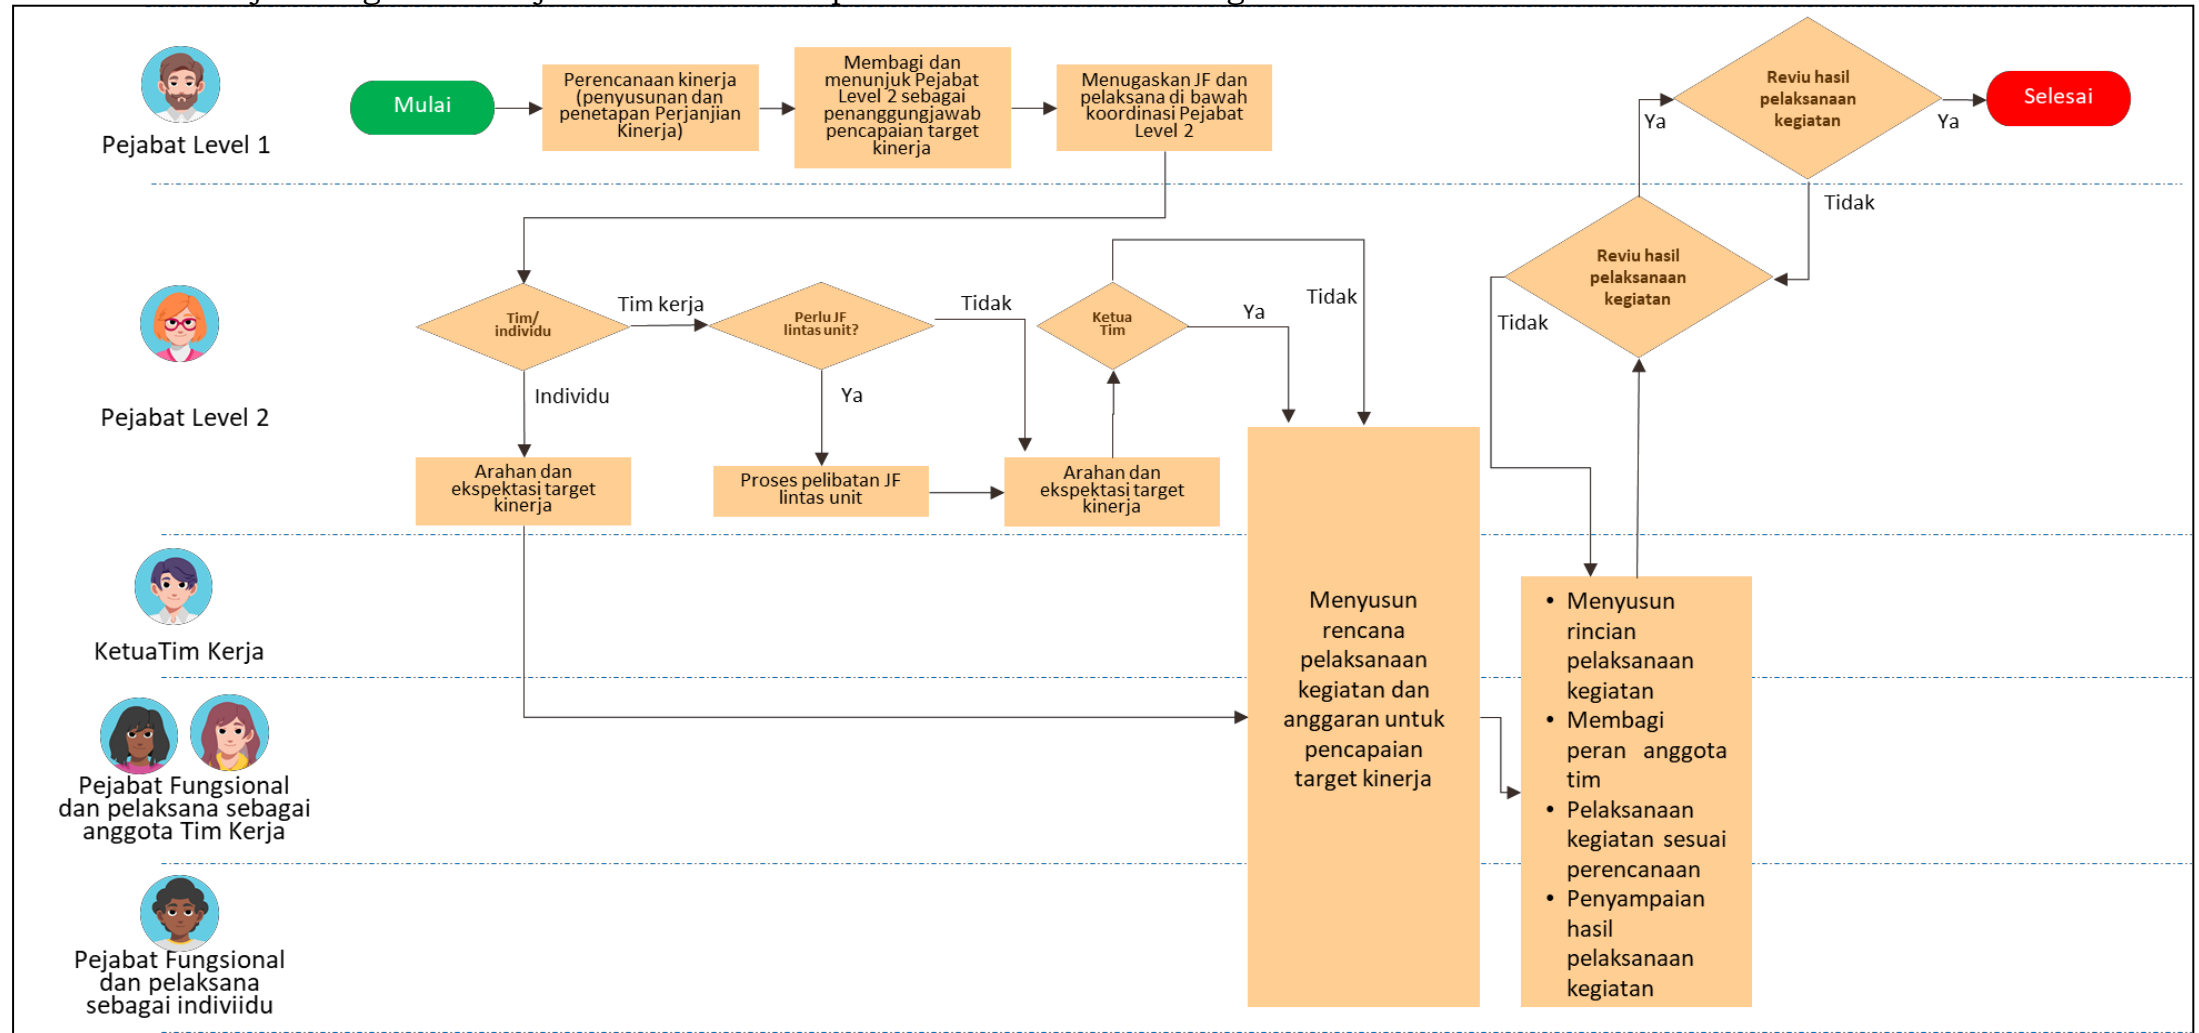 Mulai
Perencanaan kinerja
(penyusunan dan
penetapan Perjanjian
Kinerja)
Membagi dan
menunjuk Pejabat
Level 2 sebagai
penanggungjawab
pencapaian target
kinerja
Menugaskan JF dan
pelaksana di bawah
koordinasi Pejabat
Level 2
Reviu hasil
pelaksanaan
kegiatan
Selesai
Ya
Ya
Pejabat Level 1
Tidak
Tim/
individu
Tim kerja
Perlu JF
lintas unit?
Tidak
Ketua
Tim
Ya
Tidak
Reviu hasil
pelaksanaan
kegiatan
Tidak
Individu
Ya
Pejabat Level 2
Arahan dan
ekspektasi target
kinerja
Proses pelibatan JF
lintas unit
Arahan dan
ekspektasi target
kinerja
KetuaTim Kerja
Menyusun
rencana
pelaksanaan
kegiatan dan
anggaran untuk
pencapaian
target kinerja
• Menyusun
rincian
pelaksanaan
kegiatan
• Membagi
peran anggota
tim
• Pelaksanaan
kegiatan sesuai
perencanaan
• Penyampaian
hasil
pelaksanaan
kegiatan
Pejabat Fungsional
dan pelaksana sebagai
anggota Tim Kerja
Pejabat Fungsional
dan pelaksana
sebagai indiviidu